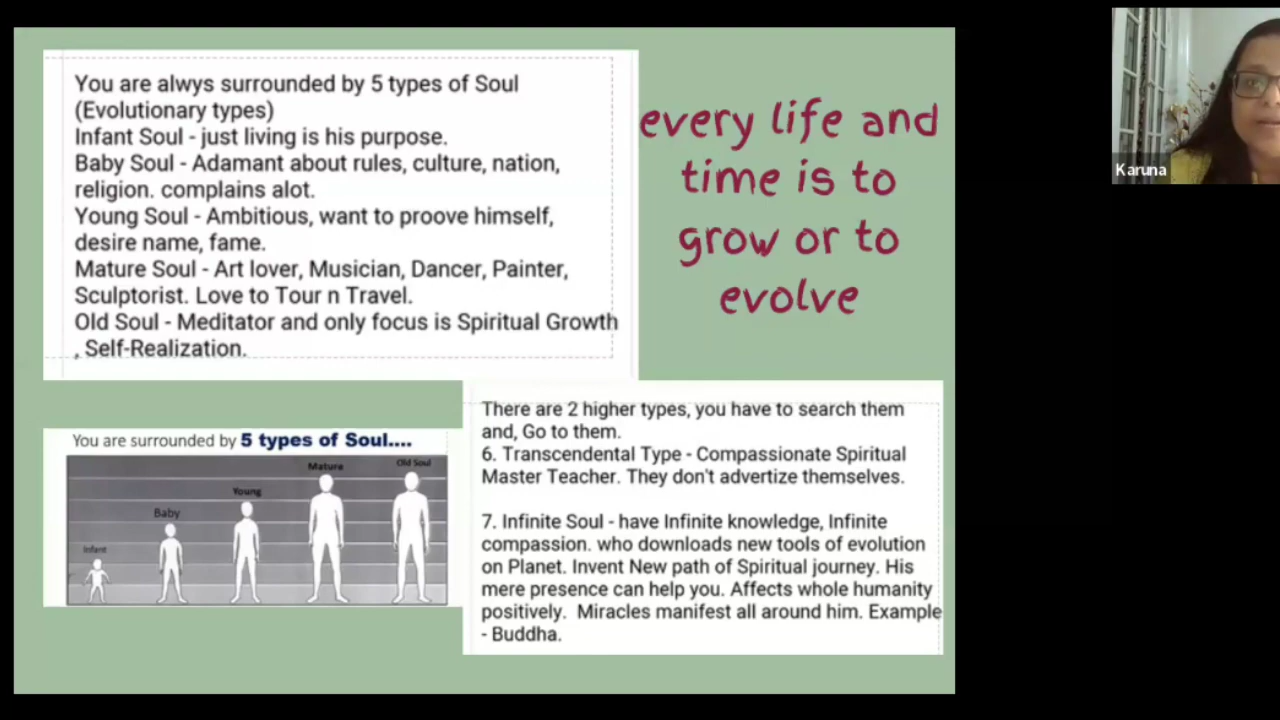 You are alwys surrounded by 5 types of Soul
(Evolutionary types)
Infant Soul - just living is his purpose.
Baby Soul - Adamant about rules, culture, nation,
religion. complains alot.
Young Soul - Ambitious, want to proove himself,
desire name, fame.
Mature Soul - Art lover, Musician, Dancer, Painter,
Sculptorist. Love to Tour n Travel.
Old Soul - Meditator and only focus is Spiritual Growth
, Self-Realization.
every life and
time is to
grow or to
evolve
Karuna
You are surrounded by 5 types of Soul....
Infant
Baby
Young
Mature
Old Soul
There are 2 higher types, you have to search them
and, Go to them.
6. Transcendental Type - Compassionate Spiritual
Master Teacher. They don't advertize themselves.
7. Infinite Soul - have Infinite knowledge, Infinite
compassion. who downloads new tools of evolution
on Planet. Invent New path of Spiritual journey. His
mere presence can help you. Affects whole humanity
positively. Miracles manifest all around him. Example
- Buddha.